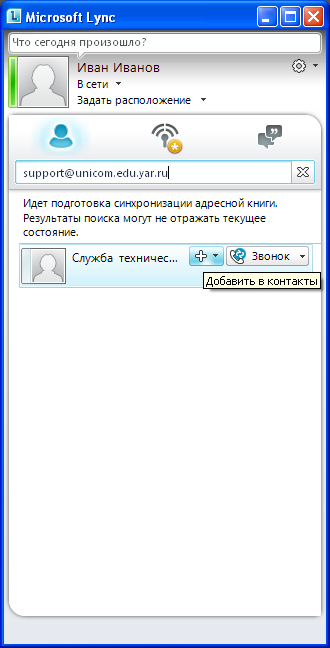 Microsoft Lync
Что сегодня произошло?
Иван Иванов
В сети
Задать расположение
support@unicom.edu.yar.ru
Идет подготовка синхронизации адресной книги.
Результаты поиска могут не отражать текущее
состояние.
Служба техничес...
Звонок
Добавить в контакты